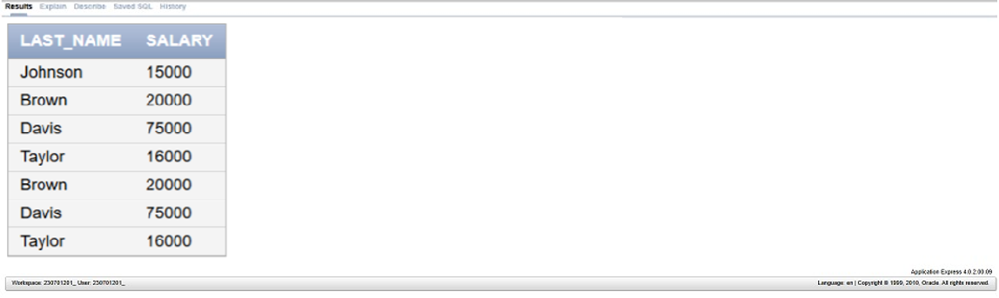 Results Explain Describe Saved SQL History
LAST_NAME SALARY
Johnson 15000
Brown 20000
Davis 75000
Taylor 16000
Brown 20000
Davis 75000
Taylor 16000
Application Express 4.0.2.00.09
Workspace: 230701201_ User: 230701201_ Language: en | Copyright © 1999, 2010, Oracle. All rights reserved.